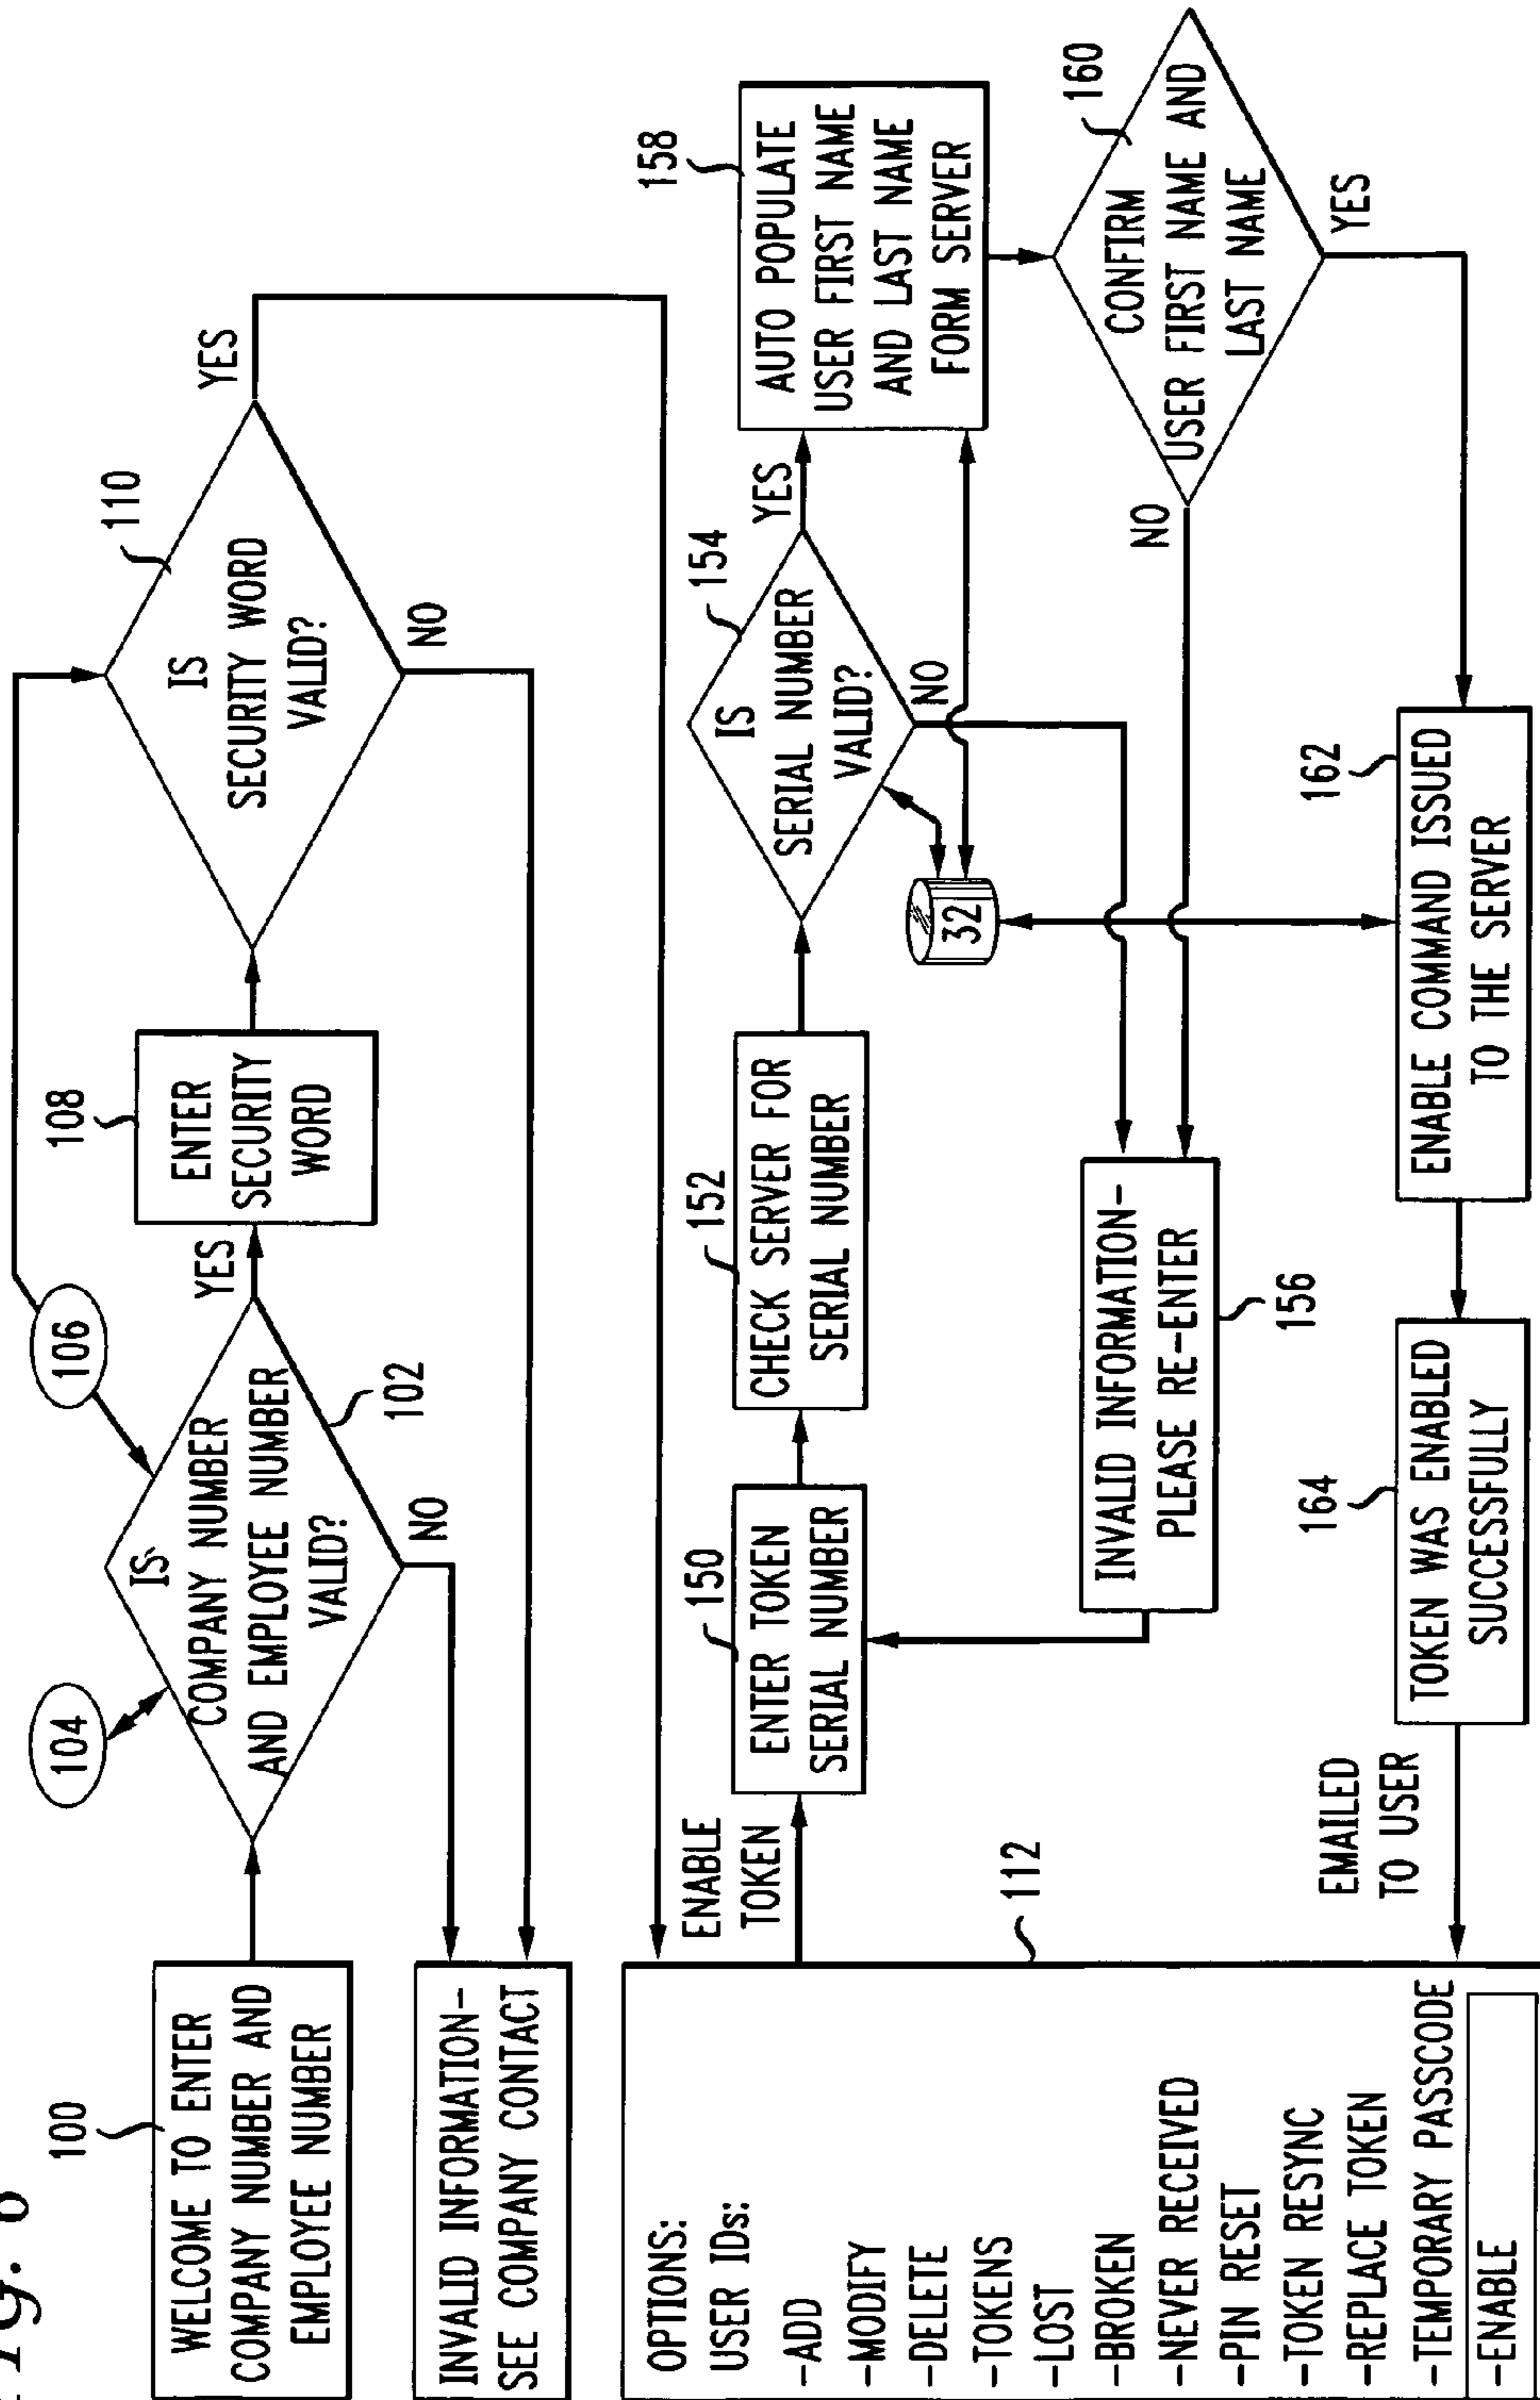 100
WELCOME TO ENTER
COMPANY NUMBER AND
EMPLOYEE NUMBER
104
106
IS
COMPANY NUMBER
AND EMPLOYEE NUMBER
VALID?
102
YES
NO
108
ENTER
SECURITY
WORD
110
IS
SECURITY WORD
VALID?
YES
NO
INVALID INFORMATION-
SEE COMPANY CONTACT
OPTIONS:
USER IDs:
-ADD
-MODIFY
-DELETE
-TOKENS
-LOST
-BROKEN
-NEVER RECEIVED
-PIN RESET
-TOKEN RESYNC
-REPLACE TOKEN
-TEMPORARY PASSCODE
-ENABLE
112
ENABLE
TOKEN
150
ENTER TOKEN
SERIAL NUMBER
152
CHECK SERVER FOR
SERIAL NUMBER
154
IS
SERIAL NUMBER
VALID?
YES
NO
32
158
AUTO POPULATE
USER FIRST NAME
AND LAST NAME
FORM SERVER
160
CONFIRM
USER FIRST NAME AND
LAST NAME
NO
YES
INVALID INFORMATION-
PLEASE RE-ENTER
156
162
ENABLE COMMAND ISSUED
TO THE SERVER
164
TOKEN WAS ENABLED
SUCCESSFULLY
EMAILED
TO USER